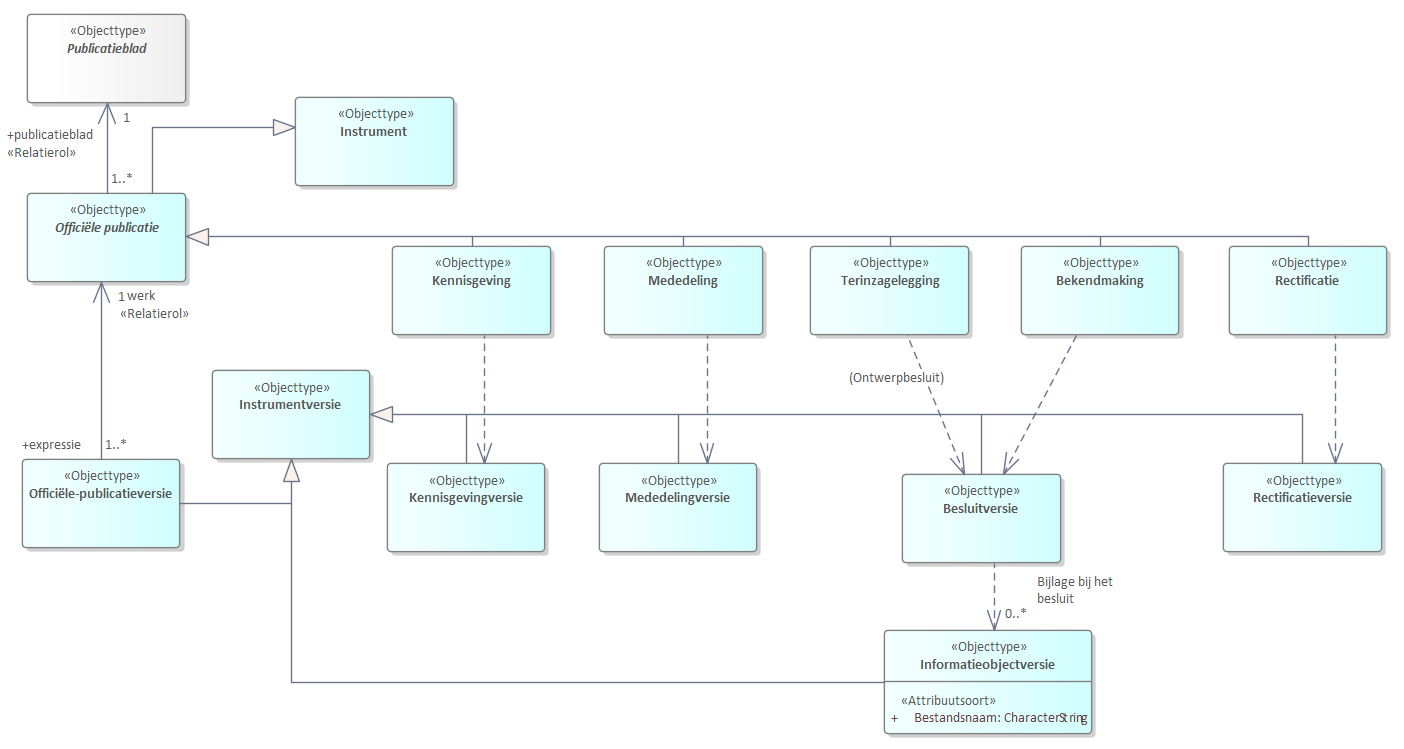 «Objecttype»
Publicatieblad
1
+publicatieblad
«Relatierol»
1..*
«Objecttype»
Instrument
«Objecttype»
Officiële publicatie
«Objecttype»
Kennisgeving
«Objecttype»
Mededeling
«Objecttype»
Terinzagelegging
«Objecttype»
Bekendmaking
«Objecttype»
Rectificatie
1 werk
«Relatierol»
(Ontwerpbesluit)
«Objecttype»
Instrumentversie
+expressie 1..*
«Objecttype»
Officiële-publicatieversie
«Objecttype»
Kennisgevingversie
«Objecttype»
Mededelingversie
«Objecttype»
Besluitversie
«Objecttype»
Rectificatieversie
Bijlage bij het
besluit
0..*
«Objecttype»
Informatieobjectversie
«Attribuutsoort»
+ Bestandsnaam: CharacterString